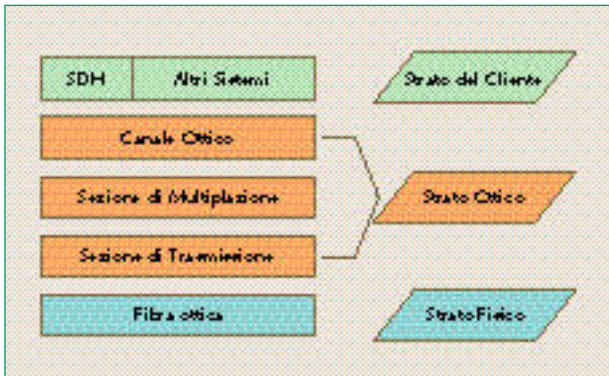 SDH
Altri Sistemi
Strato del Cliente
Canale Ottico
Sezione di Multiplazione
Strato Ottico
Sezione di Trasmissione
Fibra ottica
Strato Fisico